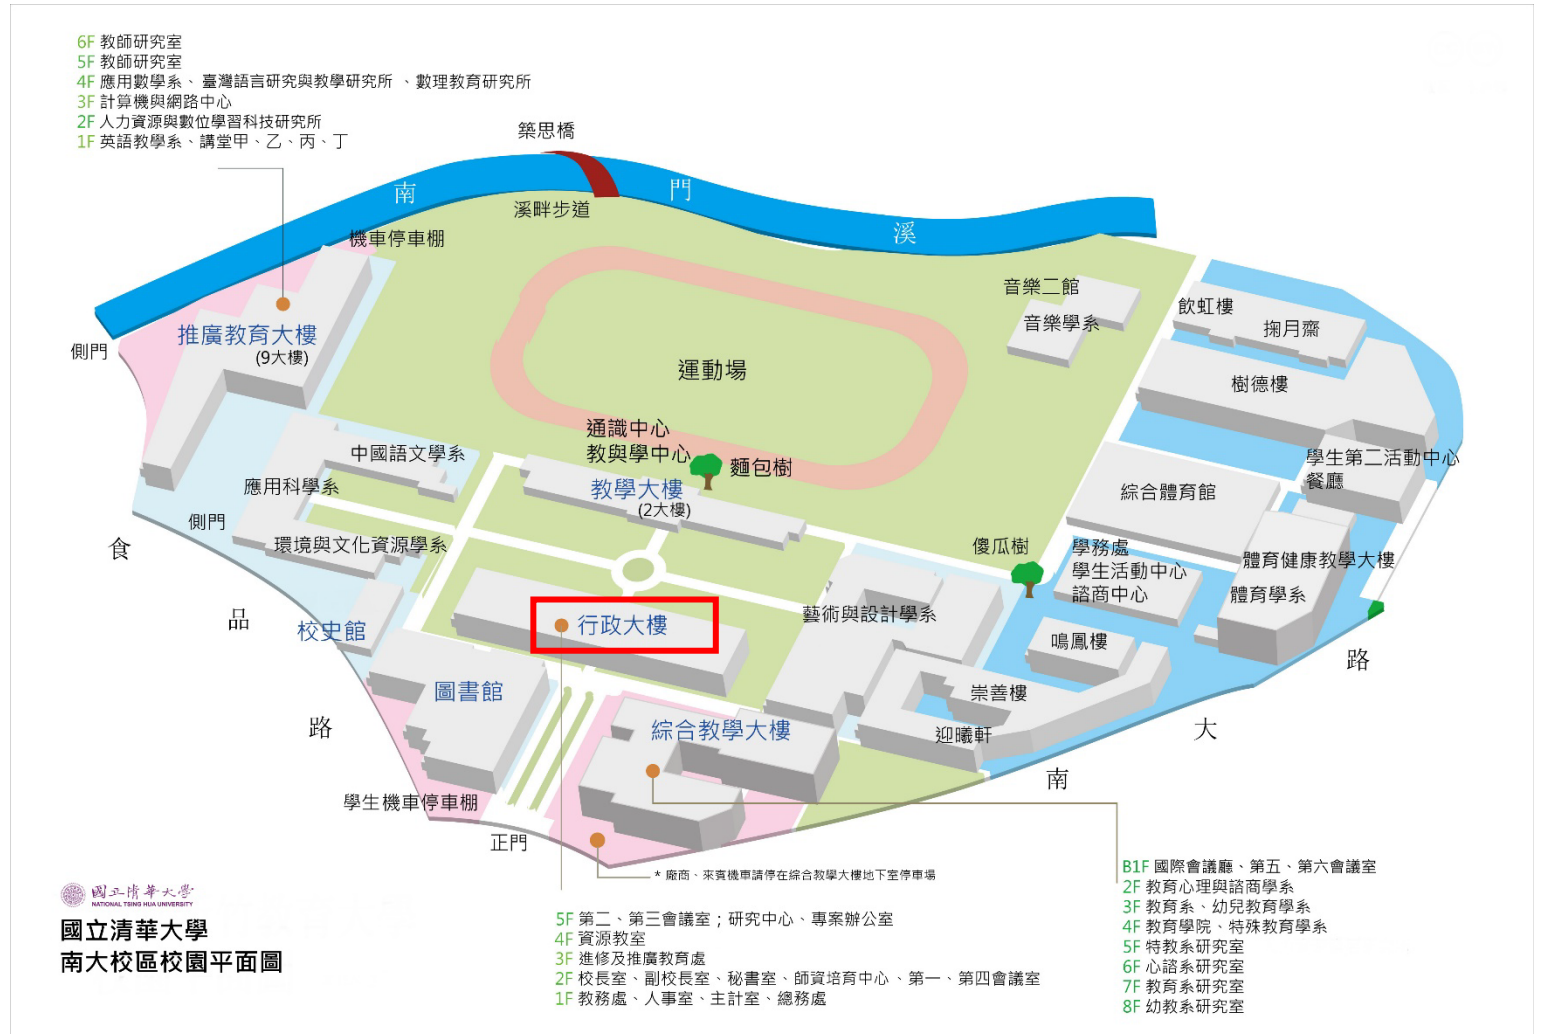 6F 教師研究室
5F 教師研究室
4F 應用數學系、臺灣語言研究與教學研究所 、數理教育研究所
3F 計算機與網路中心
2F 人力資源與數位學習科技研究所
1F 英語教學系、講堂甲、乙、丙、丁
築思橋
南
門
溪
溪畔步道
機車停車棚
推廣教育大樓
(9大樓)
側門
音樂二館
音樂學系
飲虹樓
掬月齋
樹德樓
運動場
通識中心
教與學中心
麵包樹
教學大樓
(2大樓)
中國語文學系
應用科學系
側門
環境與文化資源學系
學生第二活動中心
餐廳
綜合體育館
傻瓜樹
學務處
學生活動中心
諮商中心
體育健康教學大樓
體育學系
食
品
路
校史館
行政大樓
藝術與設計學系
鳴鳳樓
圖書館
崇善樓
迎曦軒
綜合教學大樓
路
大
南
學生機車停車棚
正門
* 廠商、來賓機車請停在綜合教學大樓地下室停車場
B1F 國際會議廳、第五、第六會議室
2F 教育心理與諮商學系
3F 教育系、幼兒教育學系
4F 教育學院、特殊教育學系
5F 特教系研究室
6F 心諮系研究室
7F 教育系研究室
8F 幼教系研究室
5F 第二、第三會議室；研究中心、專案辦公室
4F 資源教室
3F 進修及推廣教育處
2F 校長室、副校長室、秘書室、師資培育中心 、第一、第四會議室
1F 教務處、人事室、主計室、總務處
國立清華大學
NATIONAL TSING HUA UNIVERSITY
國立清華大學
南大校區校園平面圖